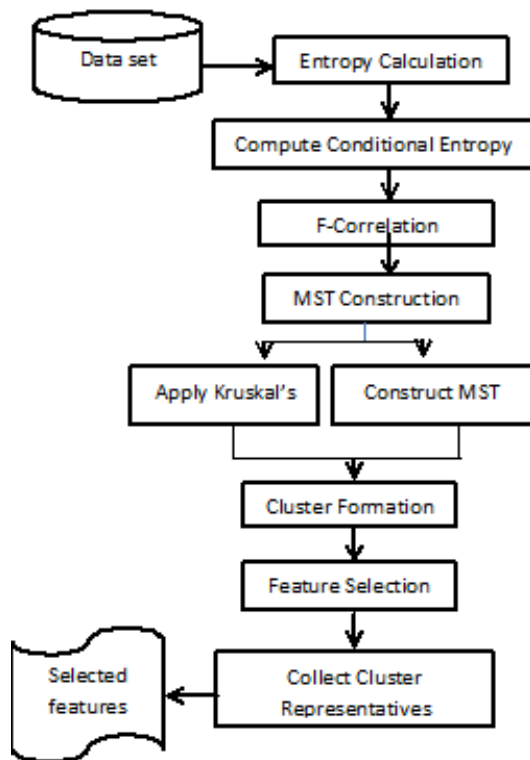 Data set
Entropy Calculation
Compute Conditional Entropy
F-Correlation
MST Construction
Apply Kruskal's
Construct MST
Cluster Formation
Feature Selection
Selected
features
Collect Cluster
Representatives